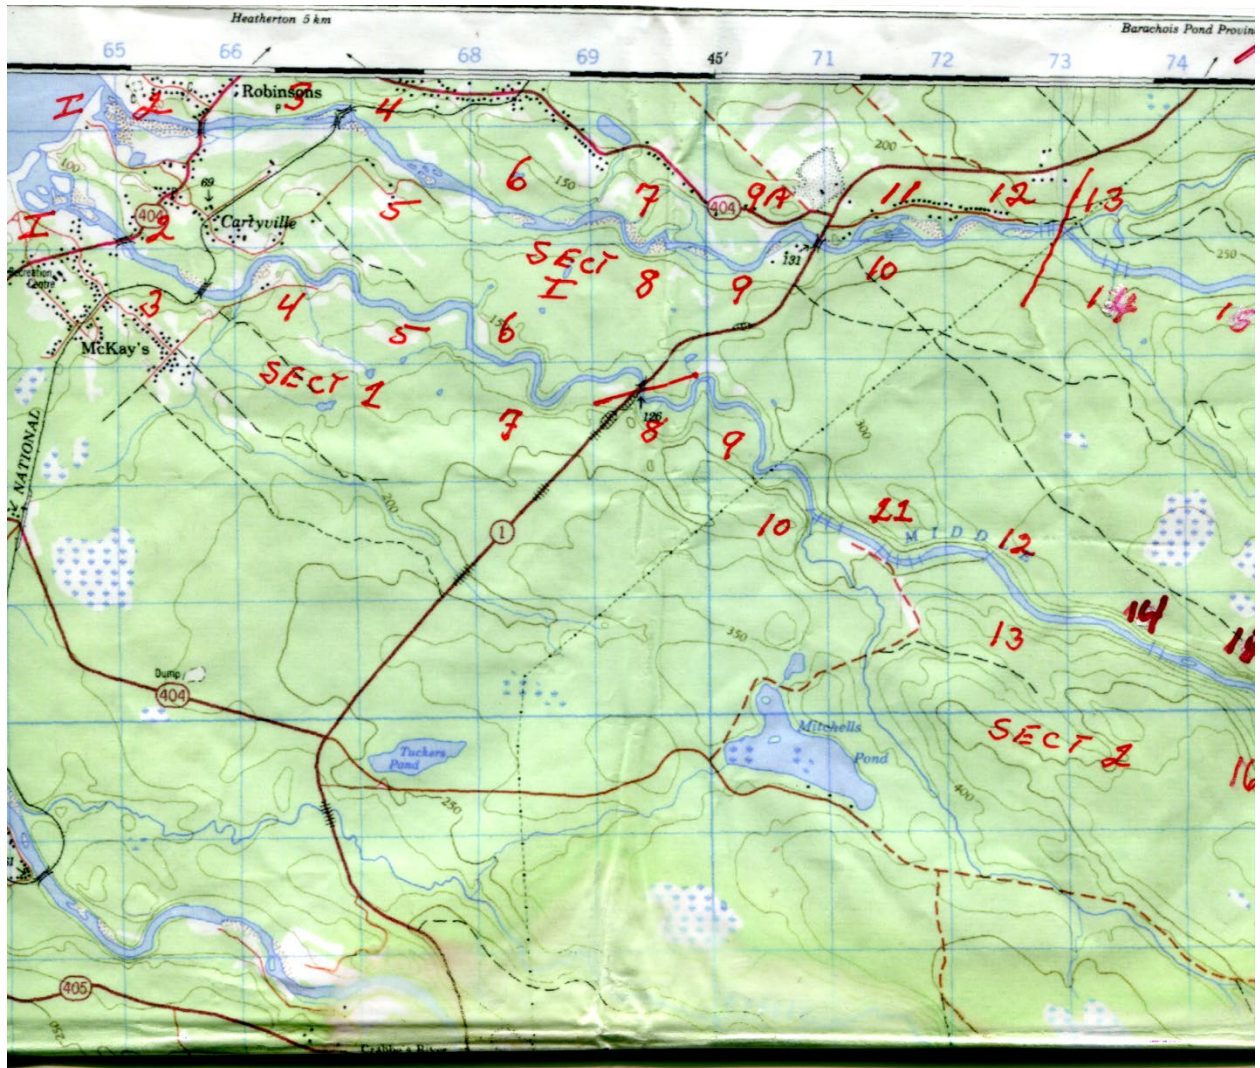 Heatherton 5 km
Barachois Pond Provin
65 66 68 69 45' 71 72 73 74
Robinsons
I 2 3 4
200
100
69
6 150 7 9A 11 12 13
404
404
5
Cartyville
I 2
SECT
I
8 9 10
131
250
Recreation
Centre
3 4 5 6
150
14 15
McKay's
SECT 1
7 8 9
126
300
NATIONAL
200
1
10 11 12
MIDD
14
350
13
Dump
404
Tuckers
Pond
Mitchells
Pond
SECT 2
16
250
400
405
250